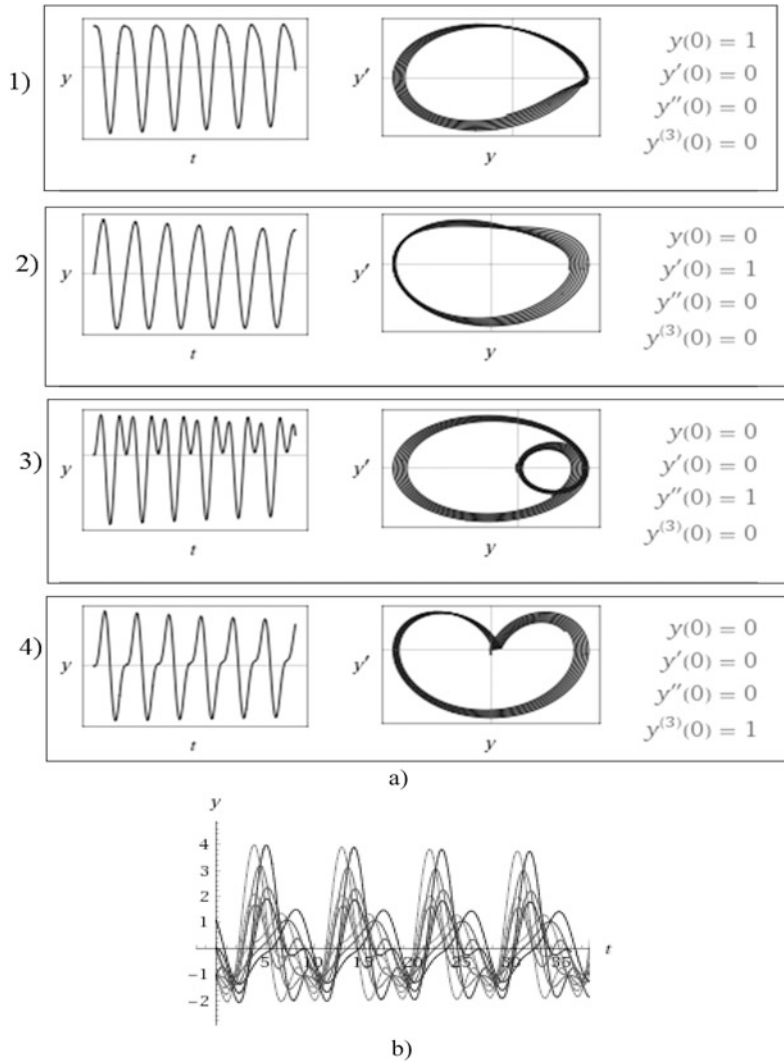 1)
y
t
y′
y
y(0) = 1
y′(0) = 0
y′′(0) = 0
y⁽³⁾(0) = 0
2)
y
t
y′
y
y(0) = 0
y′(0) = 1
y′′(0) = 0
y⁽³⁾(0) = 0
3)
y
t
y′
y
y(0) = 0
y′(0) = 0
y′′(0) = 1
y⁽³⁾(0) = 0
4)
y
t
y′
y
y(0) = 0
y′(0) = 0
y′′(0) = 0
y⁽³⁾(0) = 1
a)
y
4
3
2
1
t
5 10 15 20 25 30 35
-1
-2
b)